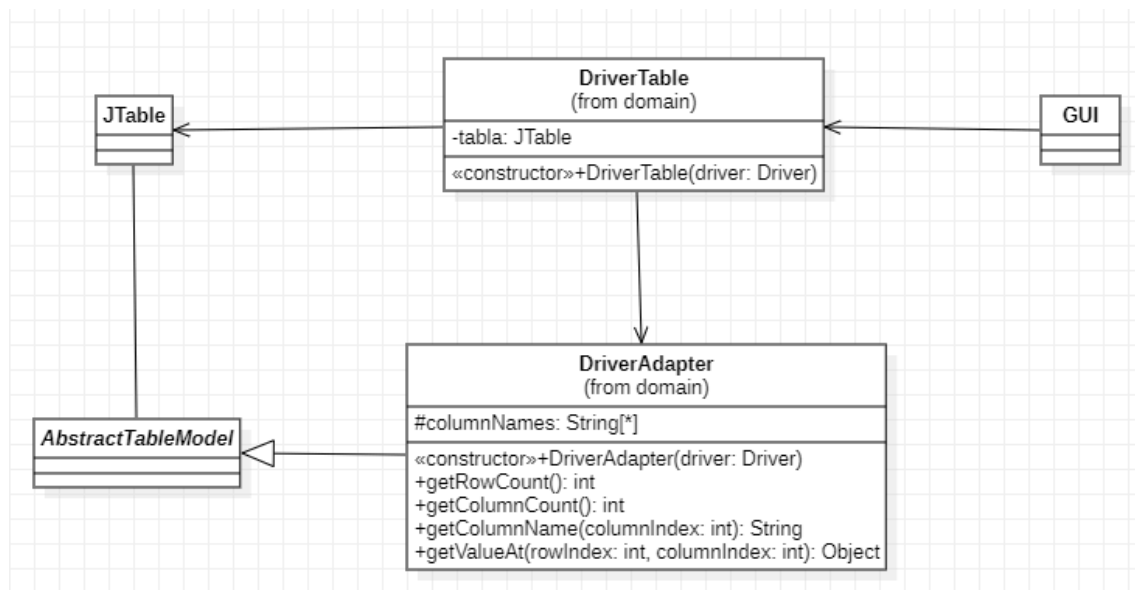 JTable
DriverTable
(from domain)
-tabla: JTable
«constructor»+DriverTable(driver: Driver)
GUI
AbstractTableModel
DriverAdapter
(from domain)
#columnNames: String[*]
«constructor»+DriverAdapter(driver: Driver)
+getRowCount(): int
+getColumnCount(): int
+getColumnName(columnIndex: int): String
+getValueAt(rowIndex: int, columnIndex: int): Object